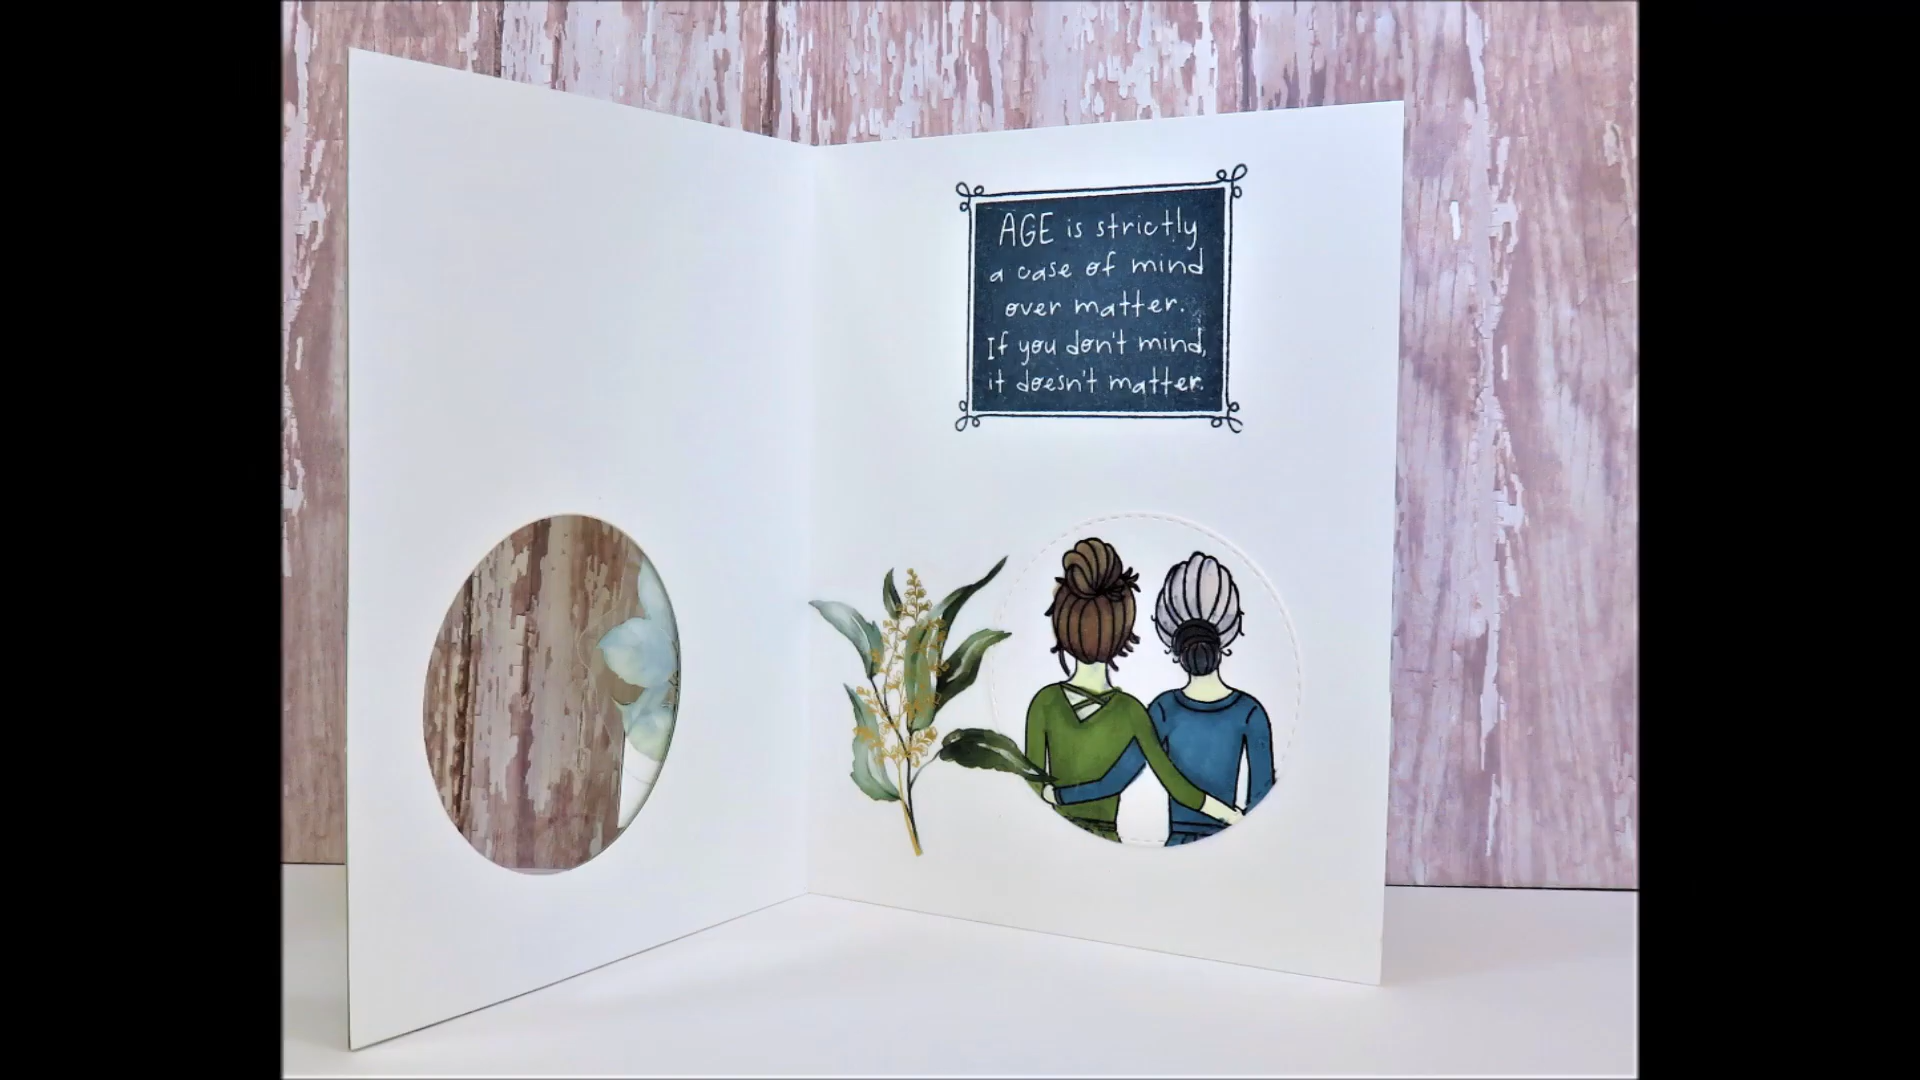 AGE is strictly
a case of mind
over matter.
If you don't mind,
it doesn't matter.